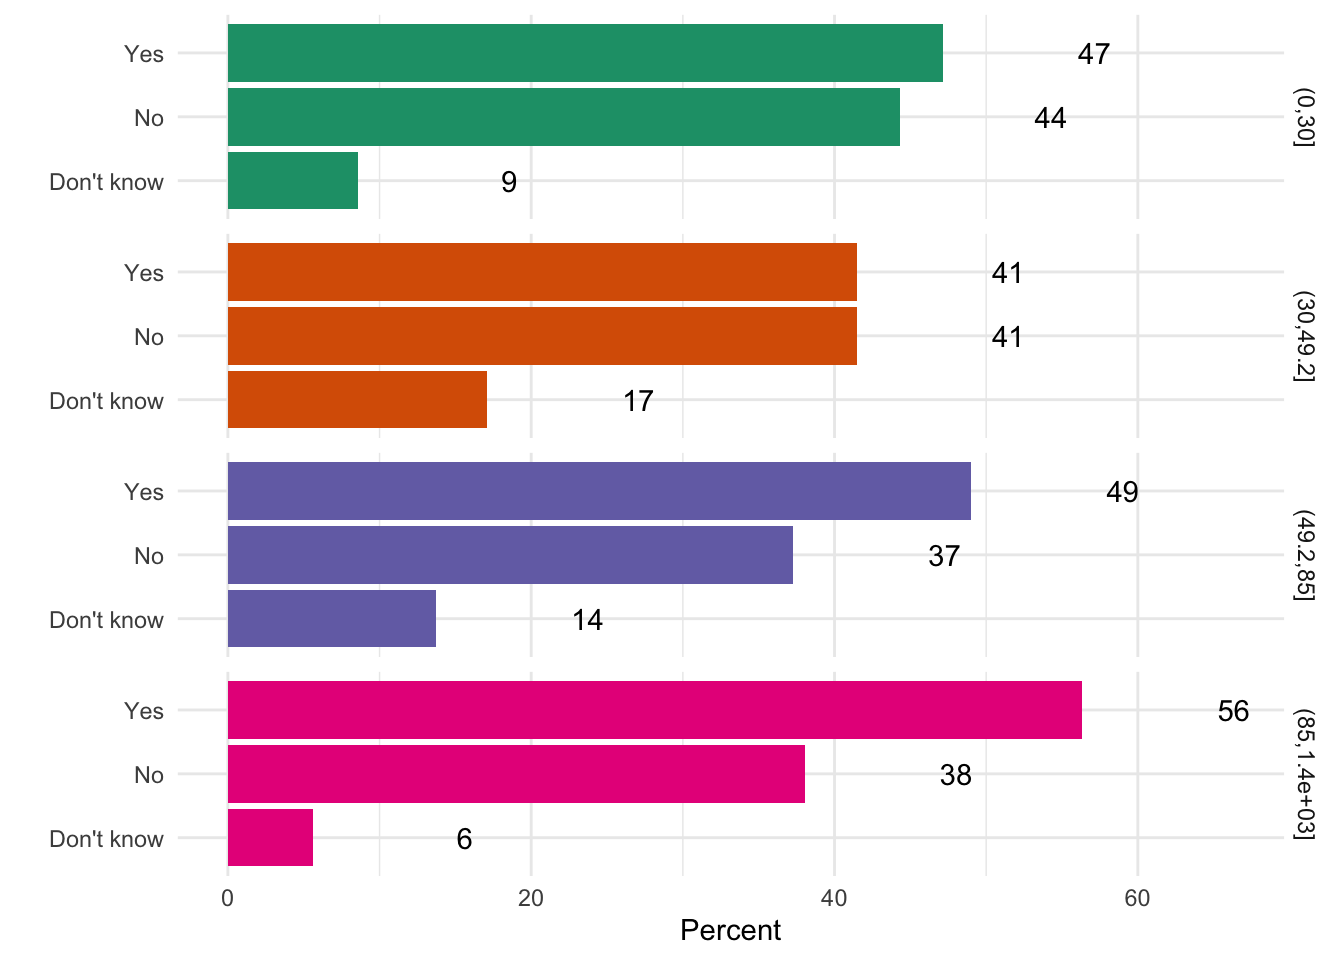 Yes 47
No 44
Don't know 9
(0,30]
Yes 41
No 41
Don't know 17
(30,49.2]
Yes 49
No 37
Don't know 14
(49.2,85]
Yes 56
No 38
Don't know 6
(85,1.4e+03]
0 20 40 60
Percent